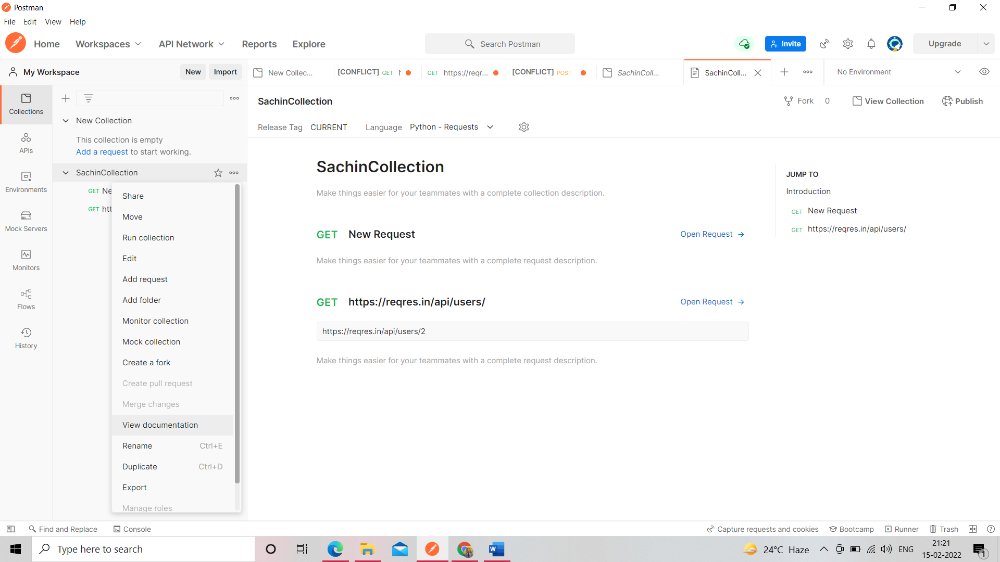 Postman
File Edit View Help
Home Workspaces API Network Reports Explore Search Postman Invite Upgrade
My Workspace New Import New Collec... [CONFLICT] GET https://reqr... [CONFLICT] POST SachinColl... SachinColl... No Environment
GET
Collections
SachinCollection
Fork 0 View Collection Publish
New Collection
Release Tag CURRENT Language Python - Requests
This collection is empty
Add a request to start working.
APIs
SachinCollection
GET Ne
GET htt
Environments
Mock Servers
Monitors
Flows
History
Share
Move
Run collection
Edit
Add request
Add folder
Monitor collection
Mock collection
Create a fork
Create pull request
Merge changes
View documentation
Rename Ctrl+E
Duplicate Ctrl+D
Export
Manage roles
SachinCollection
Make things easier for your teammates with a complete collection description.
GET New Request Open Request →
Make things easier for your teammates with a complete request description.
GET https://reqres.in/api/users/ Open Request →
https://reqres.in/api/users/2
Make things easier for your teammates with a complete request description.
JUMP TO
Introduction
GET New Request
GET https://reqres.in/api/users/
Find and Replace Console Capture requests and cookies Bootcamp Runner Trash
Type here to search
24°C Haze ENG
21:21
15-02-2022
1